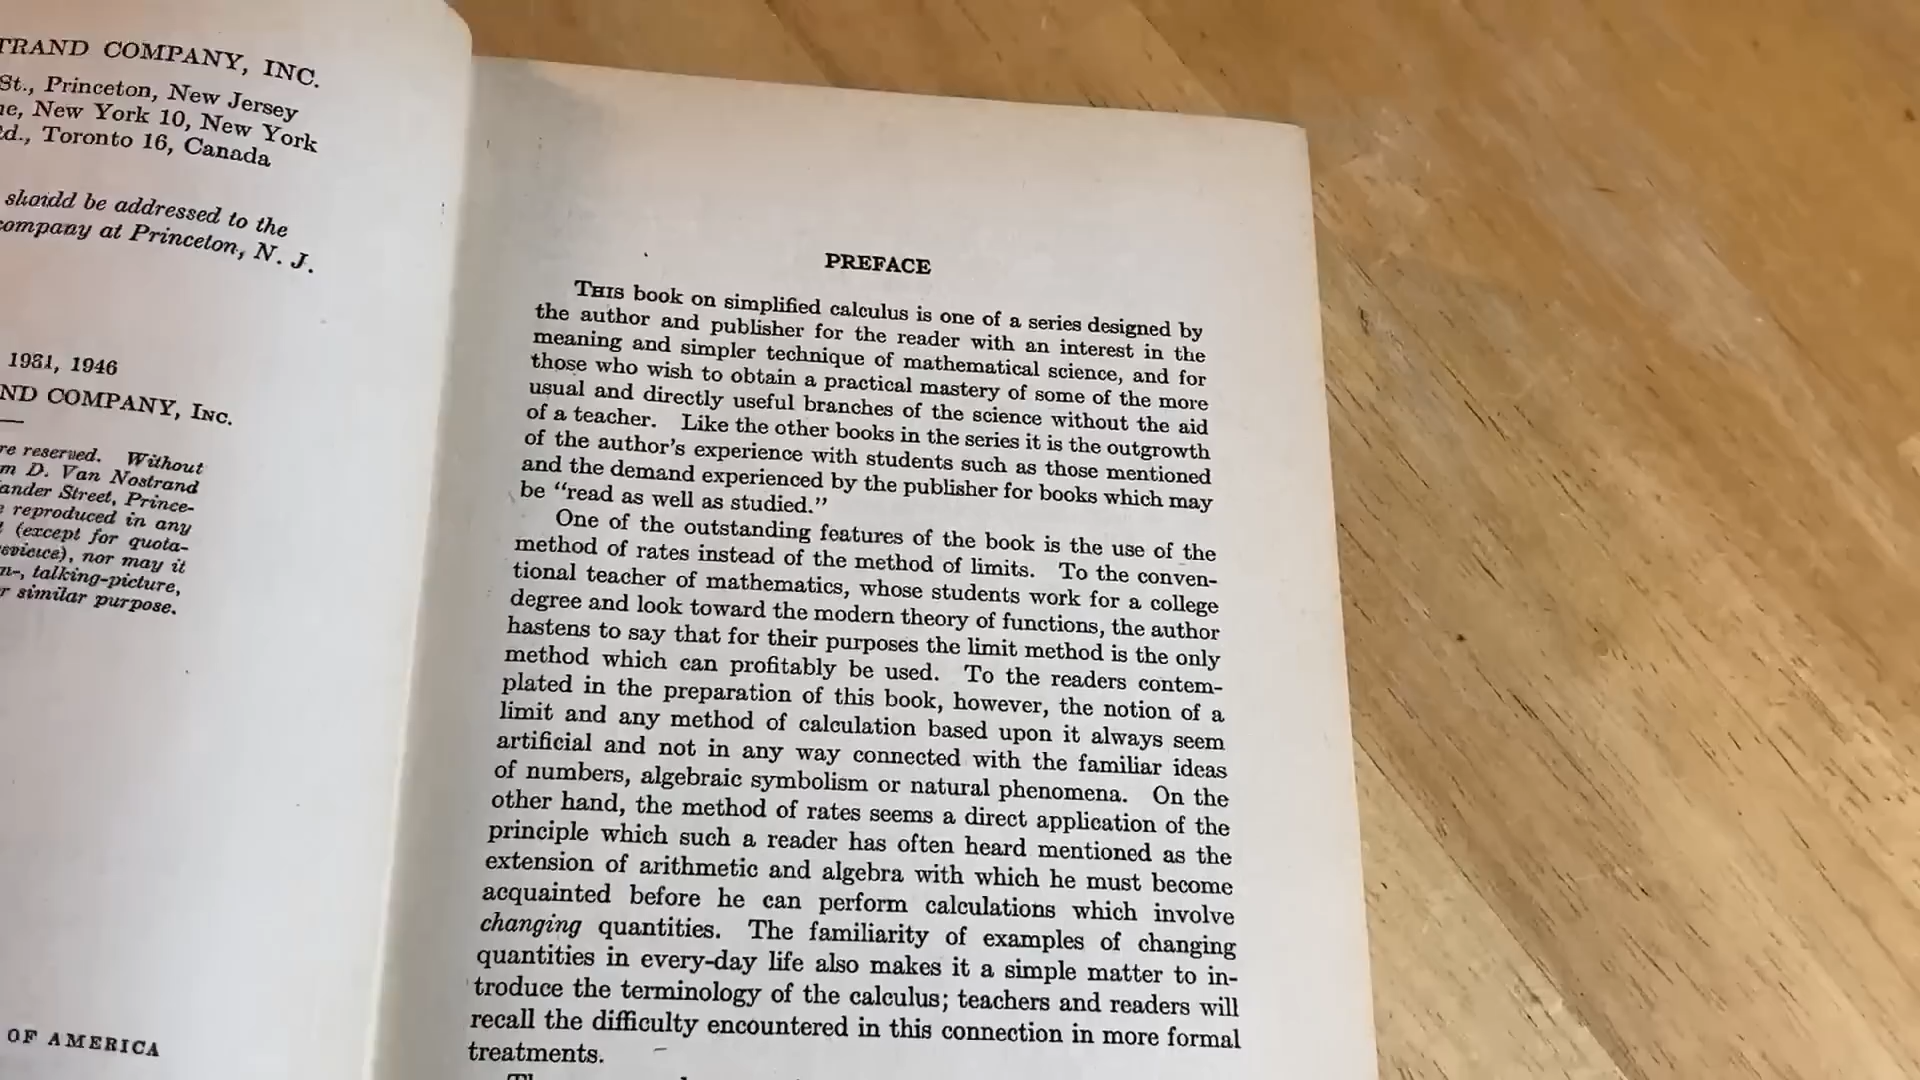 TRAND COMPANY, INC.
St., Princeton, New Jersey
New York 10, New York
Toronto 16, Canada
should be addressed to the
company at Princeton, N. J.
1931, 1946
ND COMPANY, INC.
re reserved. Without
m D. Van Nostrand
ander Street, Prince-
reproduced in any
(except for quota-
nor may it
n-, talking-picture,
r similar purpose.
OF AMERICA
PREFACE
THIS book on simplified calculus is one of a series designed by
the author and publisher for the reader with an interest in the
meaning and simpler technique of mathematical science, and for
those who wish to obtain a practical mastery of some of the more
usual and directly useful branches of the science without the aid
of a teacher. Like the other books in the series it is the outgrowth
of the author's experience with students such as those mentioned
and the demand experienced by the publisher for books which may
be "read as well as studied."
One of the outstanding features of the book is the use of the
method of rates instead of the method of limits. To the conven-
tional teacher of mathematics, whose students work for a college
degree and look toward the modern theory of functions, the author
hastens to say that for their purposes the limit method is the only
method which can profitably be used. To the readers contem-
plated in the preparation of this book, however, the notion of a
limit and any method of calculation based upon it always seem
artificial and not in any way connected with the familiar ideas
of numbers, algebraic symbolism or natural phenomena. On the
other hand, the method of rates seems a direct application of the
principle which such a reader has often heard mentioned as the
extension of arithmetic and algebra with which he must become
acquainted before he can perform calculations which involve
changing quantities. The familiarity of examples of changing
quantities in every-day life also makes it a simple matter to in-
troduce the terminology of the calculus; teachers and readers will
recall the difficulty encountered in this connection in more formal
treatments.